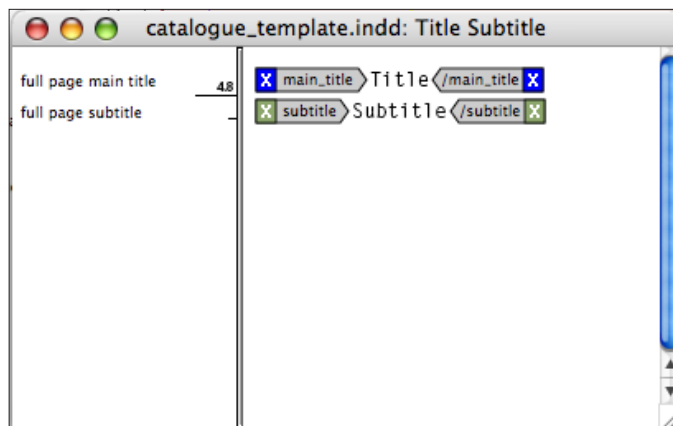 catalogue_template.indd: Title Subtitle
full page main title
4.8
X main_title Title /main_title X
full page subtitle
X subtitle Subtitle /subtitle X